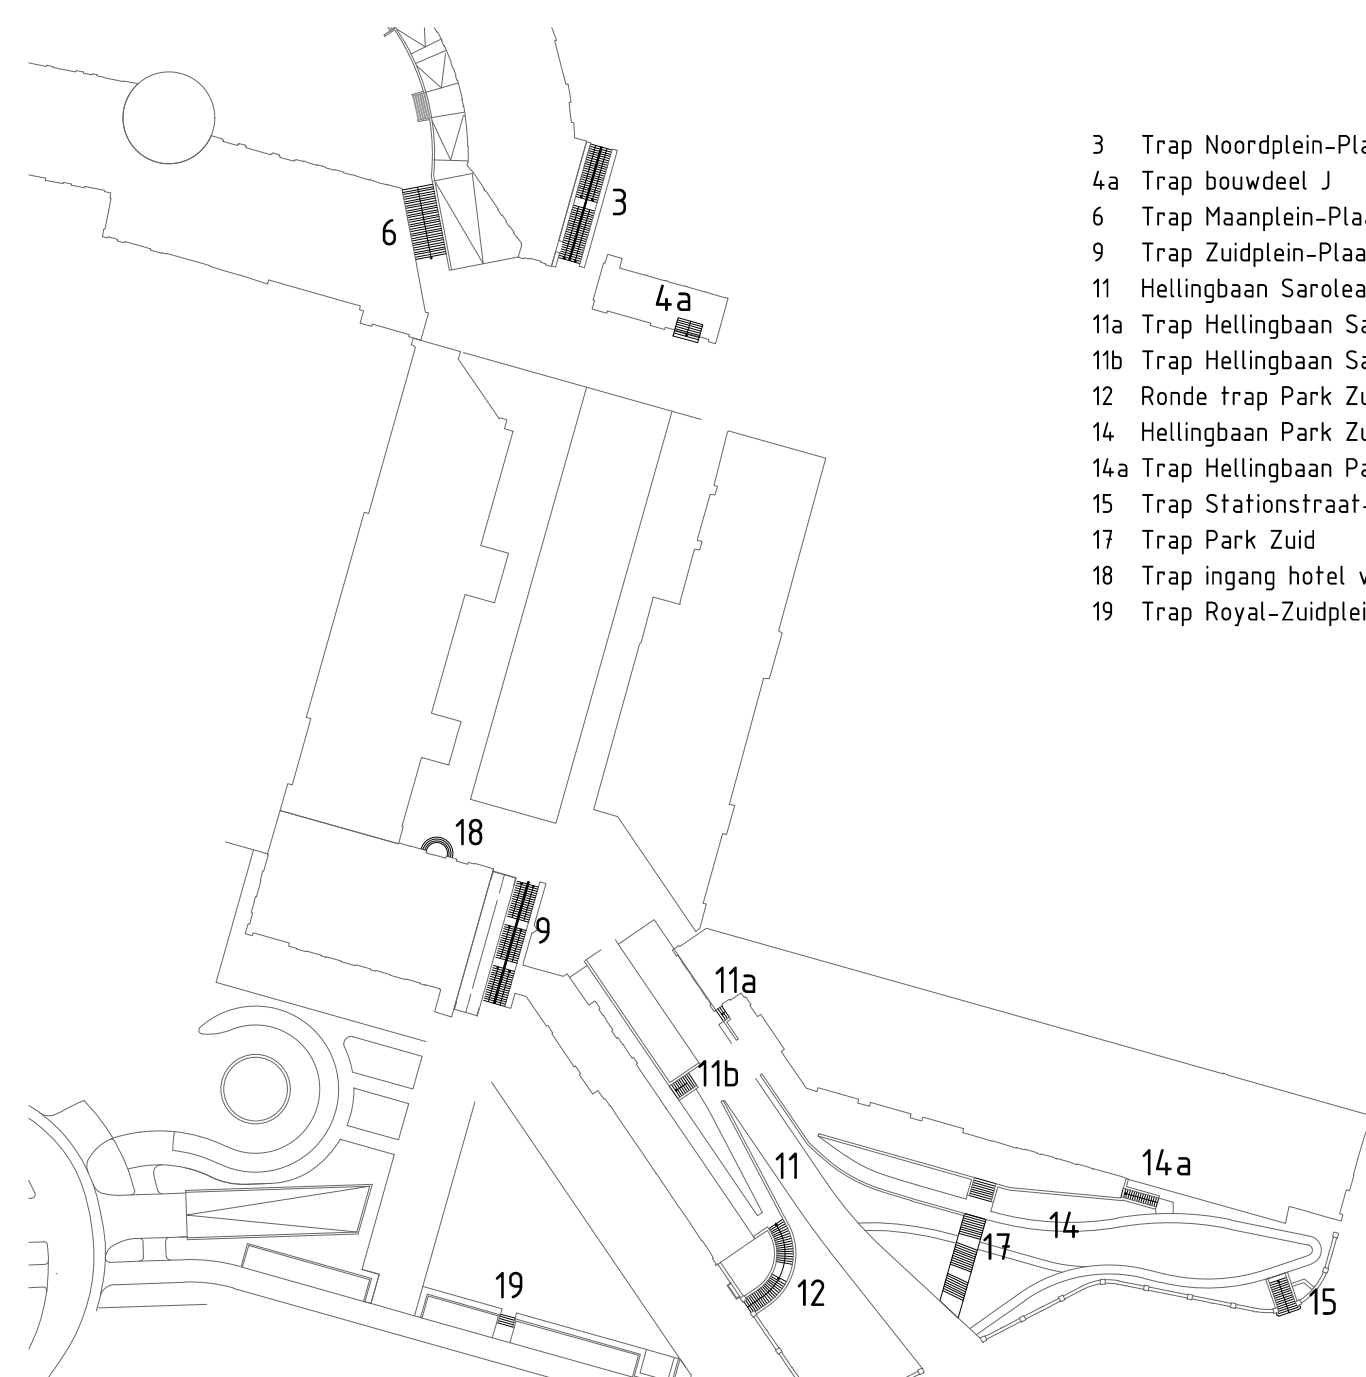 3 Trap Noordplein-Pla
4a Trap bouwdeel J
6 Trap Maanplein-Plaa
9 Trap Zuidplein-Plaa
11 Hellingbaan Sarolea
11a Trap Hellingbaan Sa
11b Trap Hellingbaan Sa
12 Ronde trap Park Zu
14 Hellingbaan Park Zu
14a Trap Hellingbaan Pa
15 Trap Stationstraat-
17 Trap Park Zuid
18 Trap ingang hotel v
19 Trap Royal-Zuidplei
3
6
4a
18
9
11a
11b
11
14a
14
17
12
19
15